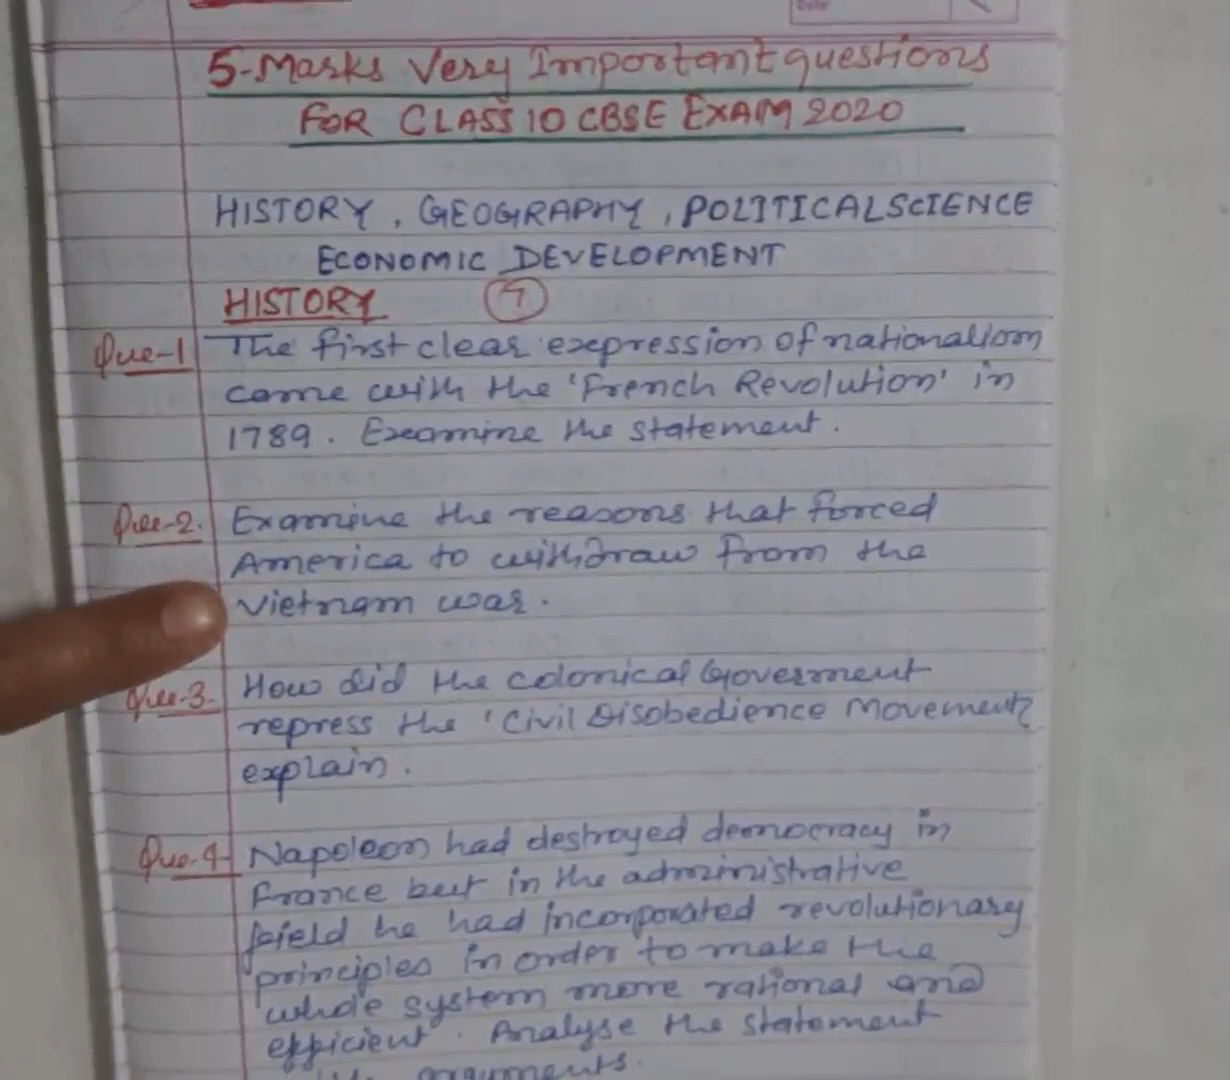 Date
5-Marks Very Important questions
FOR CLASS 10 CBSE EXAM 2020
HISTORY, GEOGRAPHY, POLITICAL SCIENCE
ECONOMIC DEVELOPMENT
HISTORY
Que-1 The first clear expression of nationalism
came with the 'French Revolution' in
1789. Examine the statement.
Que-2. Examine the reasons that forced
America to withdraw from the
Vietnam war.
Que-3. How did the colonical Goverment
repress the 'Civil Disobedience Movement?
explain.
Que.4- Napoleon had destroyed democracy in
France but in the administrative
field he had incorporated revolutionary
principles in order to make the
whole system more rational and
efficient. Analyse the statement
arguments.